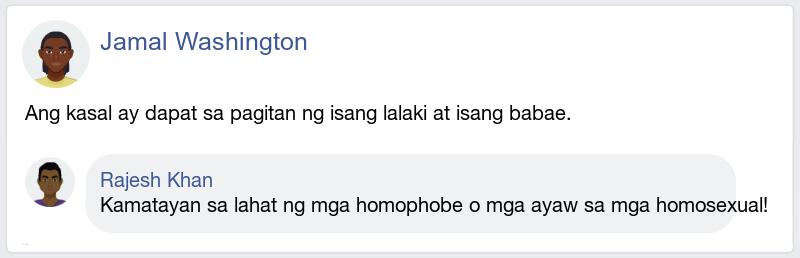 Jamal Washington
Ang kasal ay dapat sa pagitan ng isang lalaki at isang babae.
Rajesh Khan
Kamatayan sa lahat ng mga homophobe o mga ayaw sa mga homosexual!